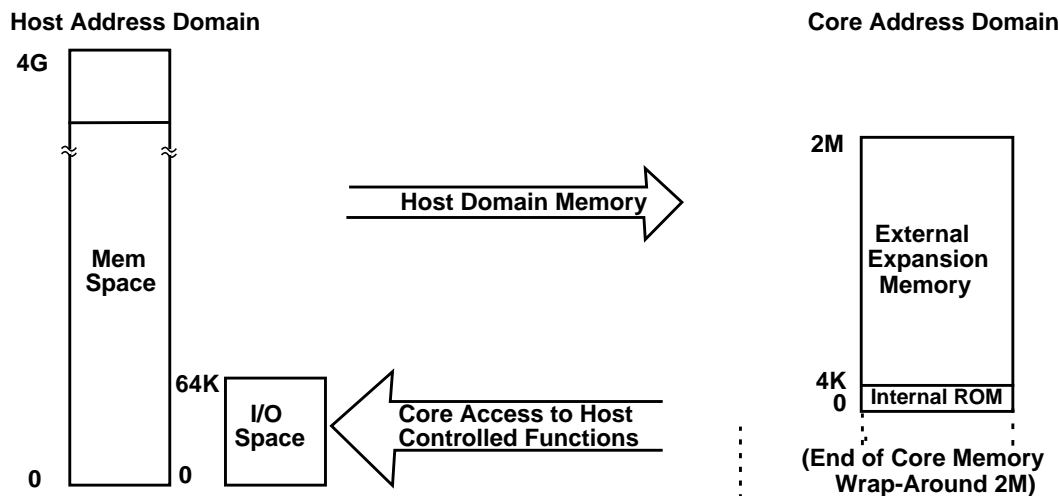 Host Address Domain
Core Address Domain
4G
2M
Host Domain Memory
Mem
Space
External
Expansion
Memory
64K
I/O
Space
Core Access to Host
Controlled Functions
4K
Internal ROM
0
0
0
(End of Core Memory
Wrap-Around 2M)